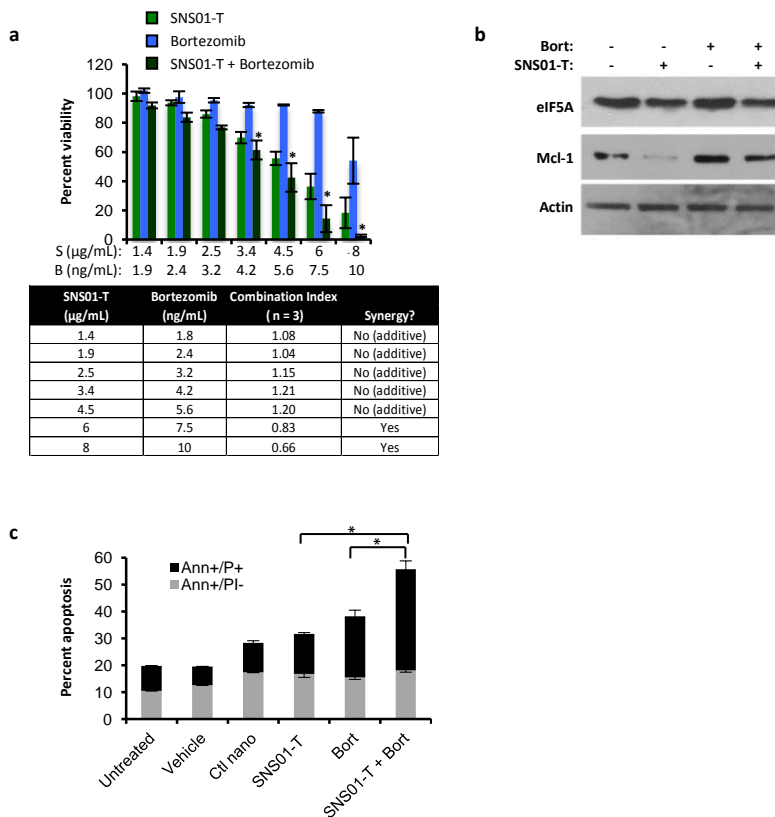 a
SNS01-T
Bortezomib
SNS01-T + Bortezomib
Percent viability
120
100
80
60
40
20
0
* * * *
S (µg/mL): 1.4 1.9 2.5 3.4 4.5 6 8
B (ng/mL): 1.9 2.4 3.2 4.2 5.6 7.5 10
SNS01-T (µg/mL) Bortezomib (ng/mL) Combination Index ( n = 3) Synergy?
1.4 1.8 1.08 No (additive)
1.9 2.4 1.04 No (additive)
2.5 3.2 1.15 No (additive)
3.4 4.2 1.21 No (additive)
4.5 5.6 1.20 No (additive)
6 7.5 0.83 Yes
8 10 0.66 Yes
b
Bort: - - + +
SNS01-T: - + - +
eIF5A
Mcl-1
Actin
c
* *
Ann+/P+
Ann+/PI-
Percent apoptosis
60
50
40
30
20
10
0
Untreated
Vehicle
Ctl nano
SNS01-T
Bort
SNS01-T + Bort